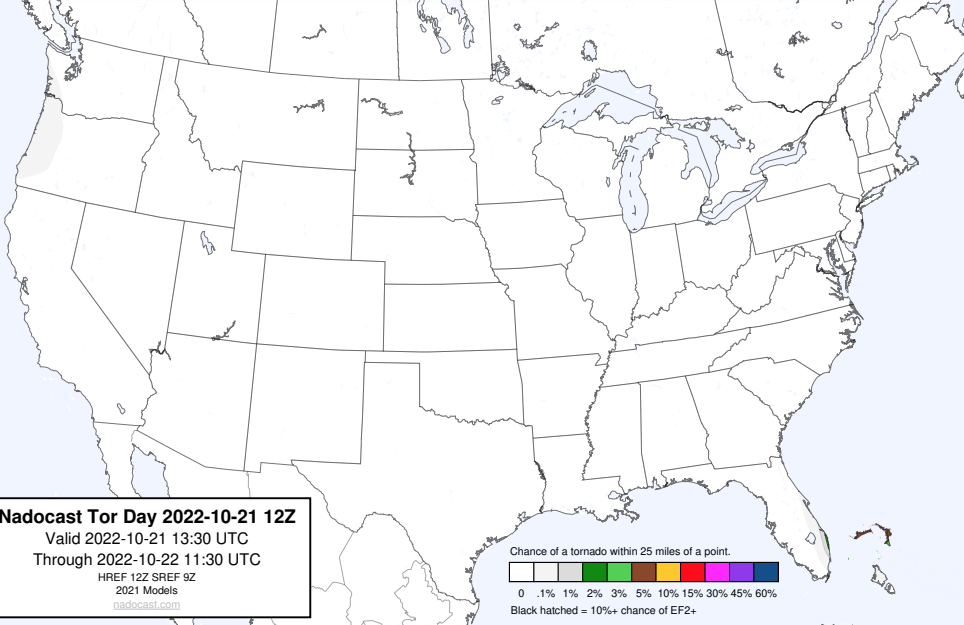 Nadocast Tor Day 2022-10-21 12Z
Valid 2022-10-21 13:30 UTC
Through 2022-10-22 11:30 UTC
HREF 12Z SREF 9Z
2021 Models
nadocast.com
Chance of a tornado within 25 miles of a point.
0 .1% 1% 2% 3% 5% 10% 15% 30% 45% 60%
Black hatched = 10%+ chance of EF2+